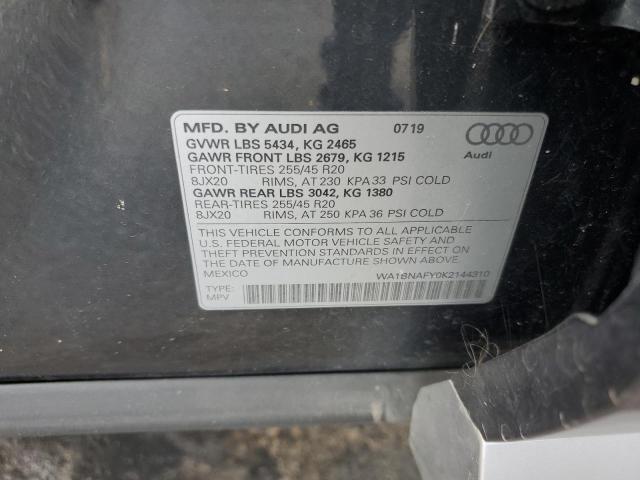 MFD. BY AUDI AG 0719
GVWR LBS 5434, KG 2465
GAWR FRONT LBS 2679, KG 1215
FRONT-TIRES 255/45 R20
8JX20 RIMS, AT 230 KPA 33 PSI COLD
GAWR REAR LBS 3042, KG 1380
REAR-TIRES 255/45 R20
8JX20 RIMS, AT 250 KPA 36 PSI COLD
Audi
THIS VEHICLE CONFORMS TO ALL APPLICABLE
U.S. FEDERAL MOTOR VEHICLE SAFETY AND
THEFT PREVENTION STANDARDS IN EFFECT ON
THE DATE OF MANUFACTURE SHOWN ABOVE.
MEXICO WA1BNAFY0K2144310
TYPE:
MPV